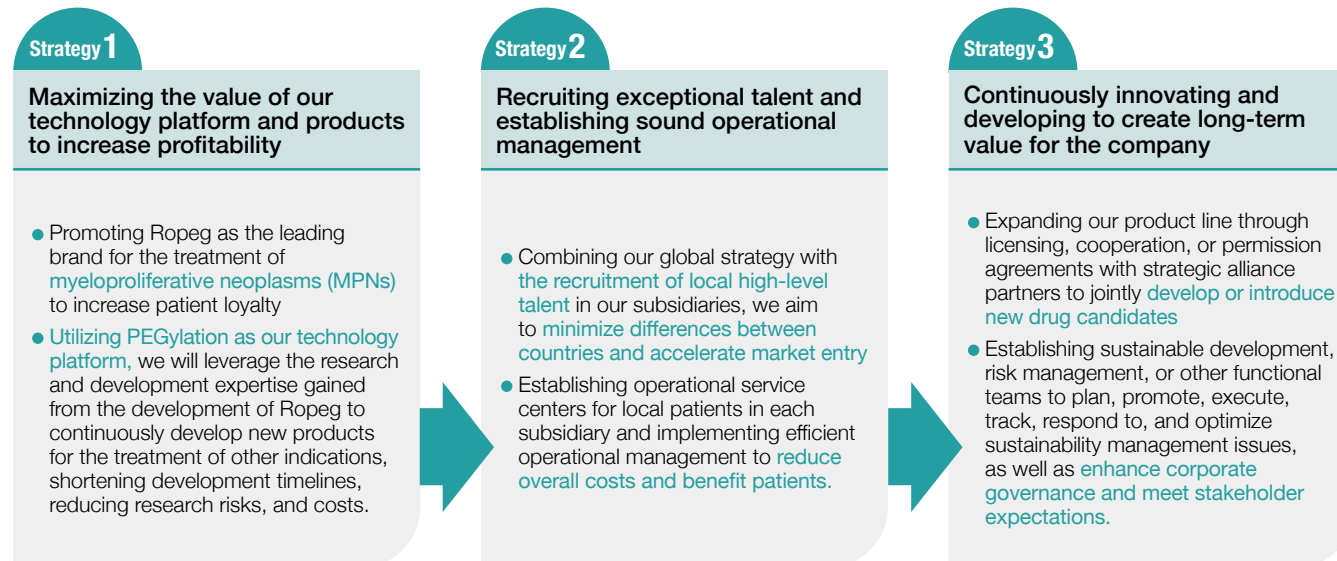 Strategy 1
Maximizing the value of our
technology platform and products
to increase profitability
● Promoting Ropeg as the leading
brand for the treatment of
myeloproliferative neoplasms (MPNs)
to increase patient loyalty
● Utilizing PEGylation as our technology
platform, we will leverage the research
and development expertise gained
from the development of Ropeg to
continuously develop new products
for the treatment of other indications,
shortening development timelines,
reducing research risks, and costs.
Strategy 2
Recruiting exceptional talent and
establishing sound operational
management
● Combining our global strategy with
the recruitment of local high-level
talent in our subsidiaries, we aim
to minimize differences between
countries and accelerate market entry
● Establishing operational service
centers for local patients in each
subsidiary and implementing efficient
operational management to reduce
overall costs and benefit patients.
Strategy 3
Continuously innovating and
developing to create long-term
value for the company
● Expanding our product line through
licensing, cooperation, or permission
agreements with strategic alliance
partners to jointly develop or introduce
new drug candidates
● Establishing sustainable development,
risk management, or other functional
teams to plan, promote, execute,
track, respond to, and optimize
sustainability management issues,
as well as enhance corporate
governance and meet stakeholder
expectations.